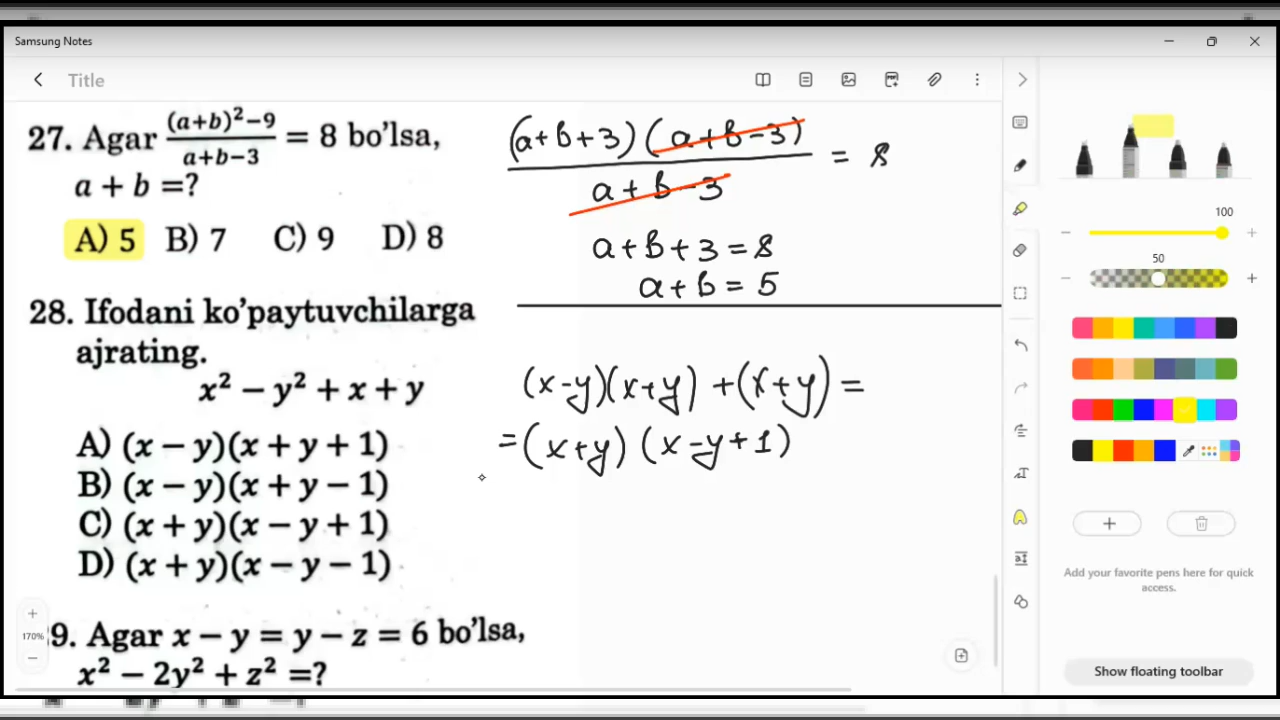 Samsung Notes
Title
27. Agar \frac{(a+b)^2-9}{a+b-3} = 8 bo'lsa,
a + b =?
A) 5 B) 7 C) 9 D) 8
28. Ifodani ko'paytuvchilarga
ajrating.
x² − y² + x + y
A) (x − y)(x + y + 1)
B) (x − y)(x + y − 1)
C) (x + y)(x − y + 1)
D) (x + y)(x − y − 1)
9. Agar x − y = y − z = 6 bo'lsa,
x² − 2y² + z² =?
170%
\frac{(a+b+3)(a+b-3)}{a+b-3} = 8
a+b+3=8
a+b=5
(x-y)(x+y)+(x+y)=
=(x+y)(x-y+1)
100
50
Add your favorite pens here for quick
access.
Show floating toolbar